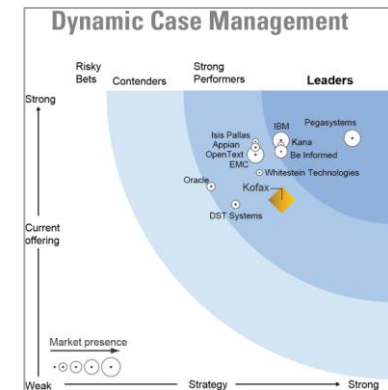 Dynamic Case Management
Risky
Bets
Contenders
Strong
Performers
Leaders
Strong
IBM
Pegasystems
Isis Pallas
Appian
Kana
OpenText
Be Informed
EMC
Whitestein Technologies
Oracle
Kofax
DST Systems
Current
offering
Market presence
Weak
Strategy
Strong